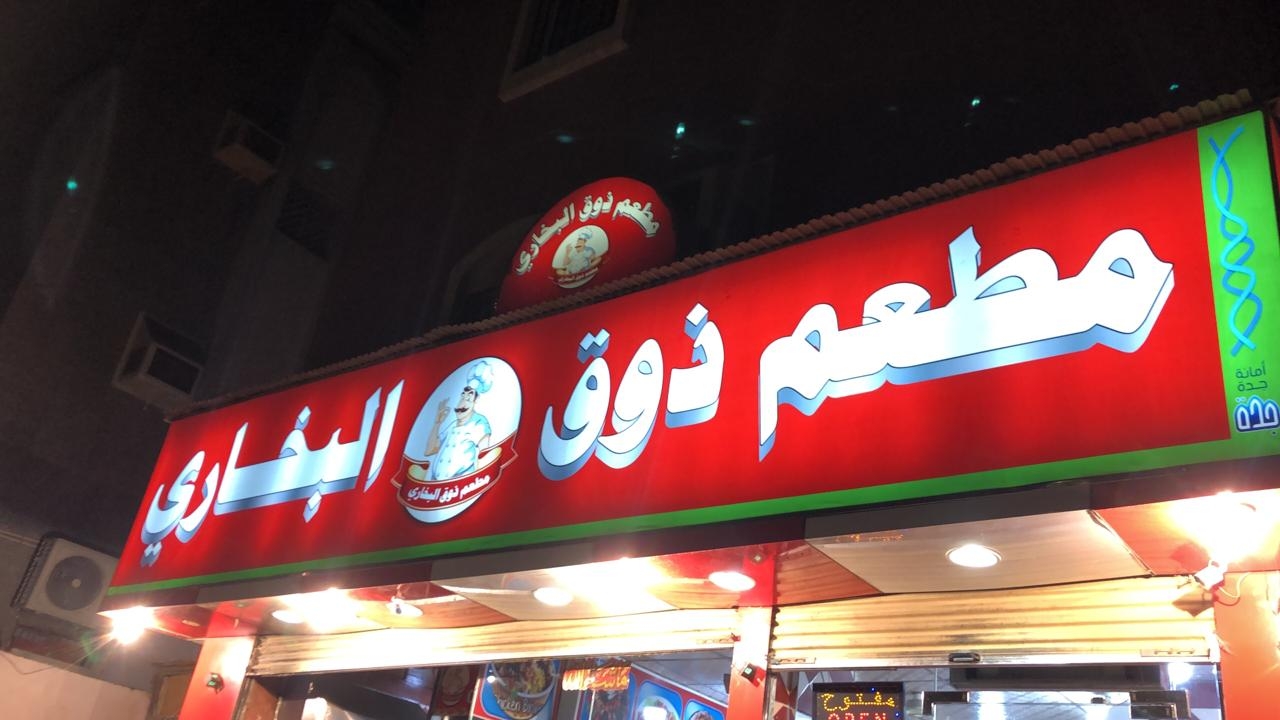 مطعم ذوق البخاري
مطعم ذوق البخاري
مطعم ذوق البخاري
أمانة
جدة
جدة
مفتوح
OPEN